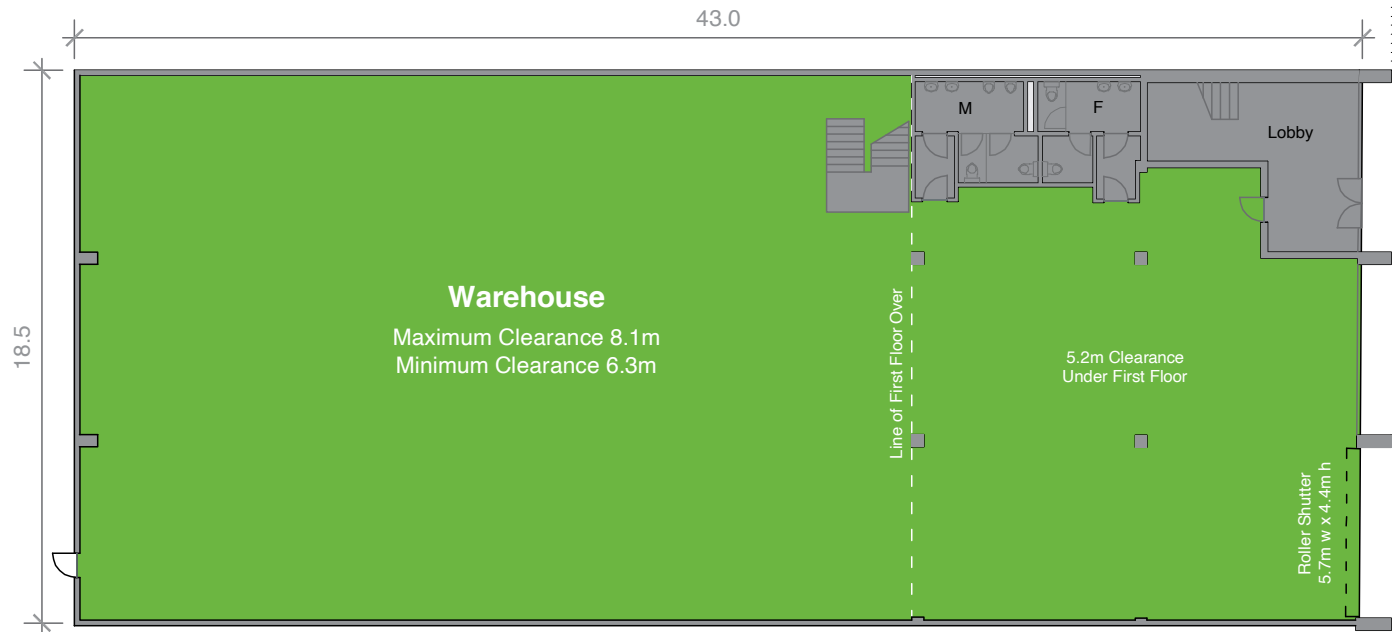 43.0
18.5
M
F
Lobby
Warehouse
Maximum Clearance 8.1m
Minimum Clearance 6.3m
Line of First Floor Over
5.2m Clearance
Under First Floor
Roller Shutter
5.7m w x 4.4m h